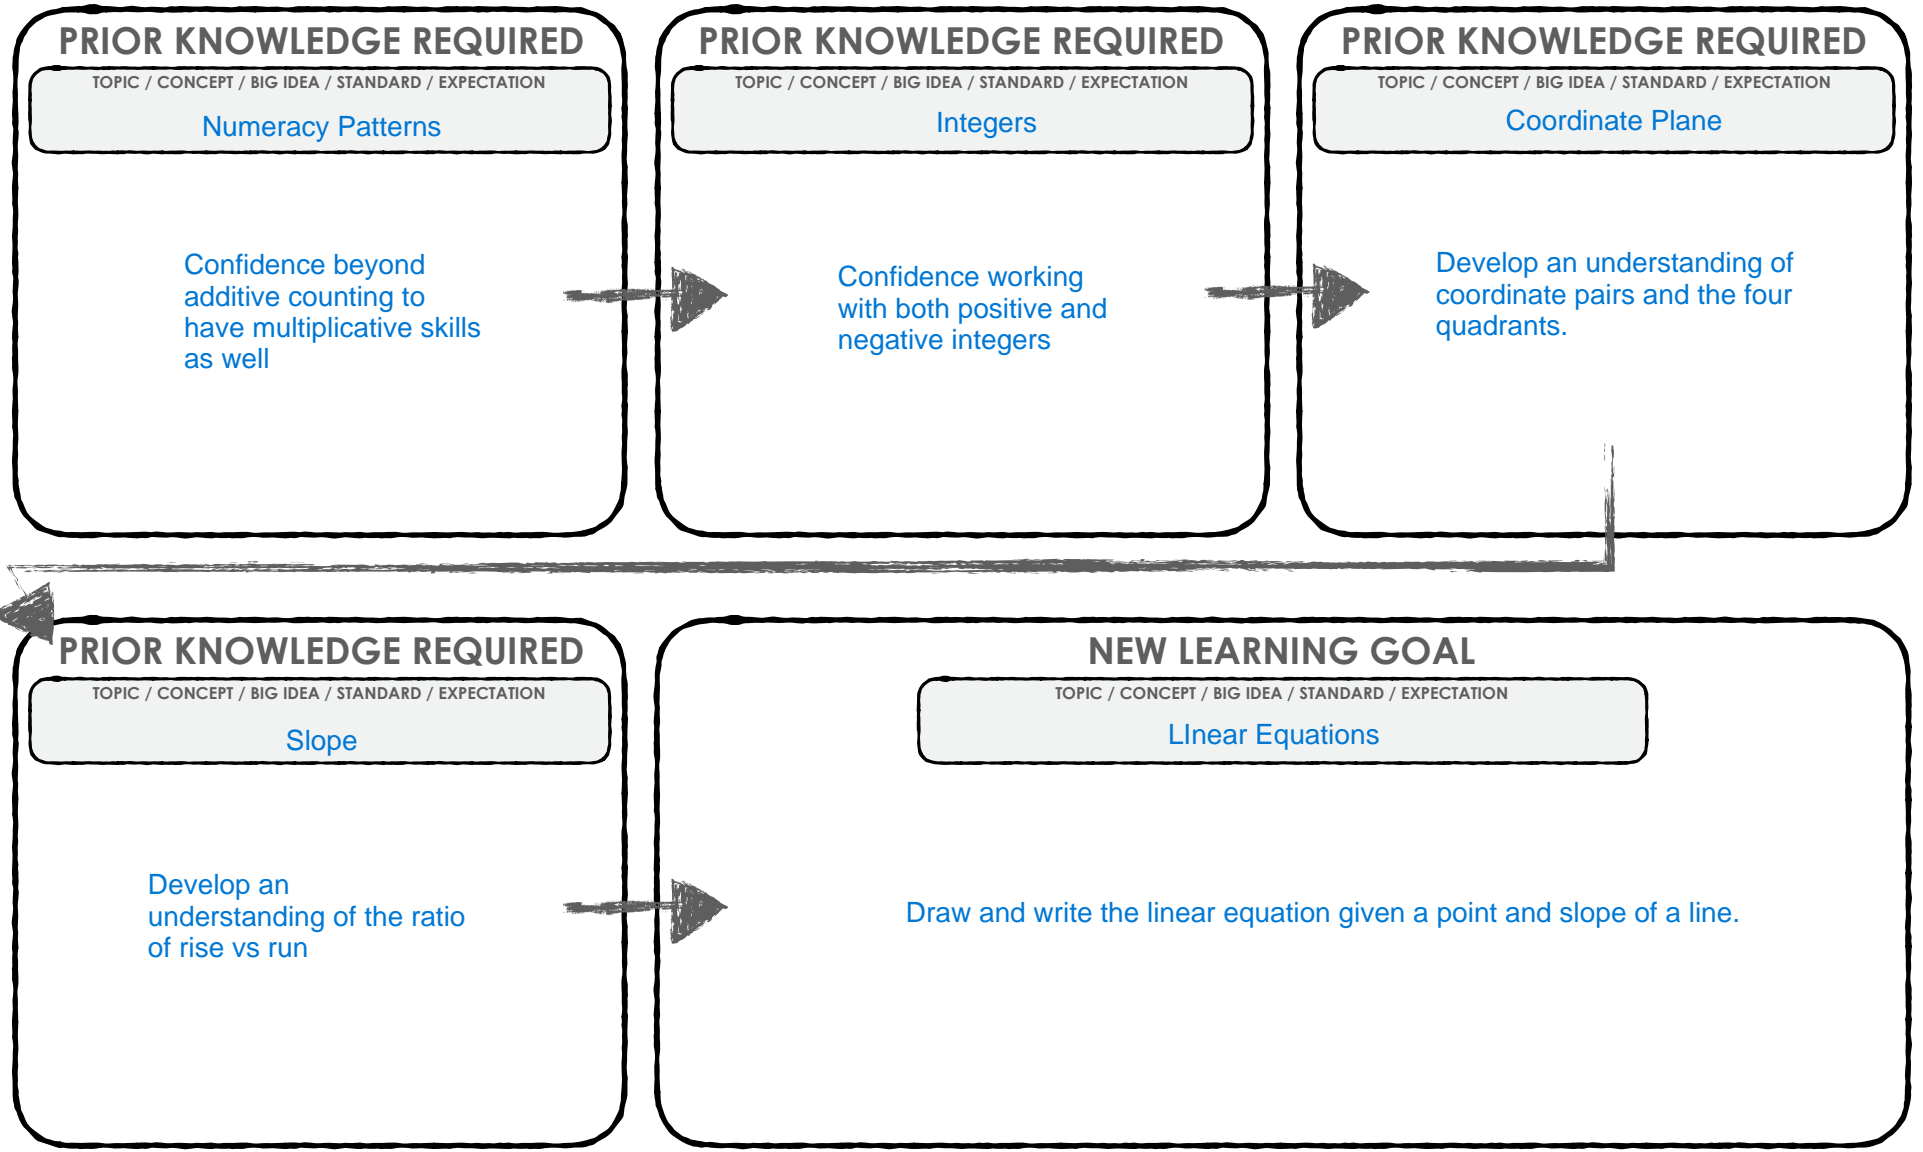 PRIOR KNOWLEDGE REQUIRED
TOPIC / CONCEPT / BIG IDEA / STANDARD / EXPECTATION
Numeracy Patterns
Confidence beyond
additive counting to
have multiplicative skills
as well
PRIOR KNOWLEDGE REQUIRED
TOPIC / CONCEPT / BIG IDEA / STANDARD / EXPECTATION
Integers
Confidence working
with both positive and
negative integers
PRIOR KNOWLEDGE REQUIRED
TOPIC / CONCEPT / BIG IDEA / STANDARD / EXPECTATION
Coordinate Plane
Develop an understanding of
coordinate pairs and the four
quadrants.
PRIOR KNOWLEDGE REQUIRED
TOPIC / CONCEPT / BIG IDEA / STANDARD / EXPECTATION
Slope
Develop an
understanding of the ratio
of rise vs run
NEW LEARNING GOAL
TOPIC / CONCEPT / BIG IDEA / STANDARD / EXPECTATION
LInear Equations
Draw and write the linear equation given a point and slope of a line.